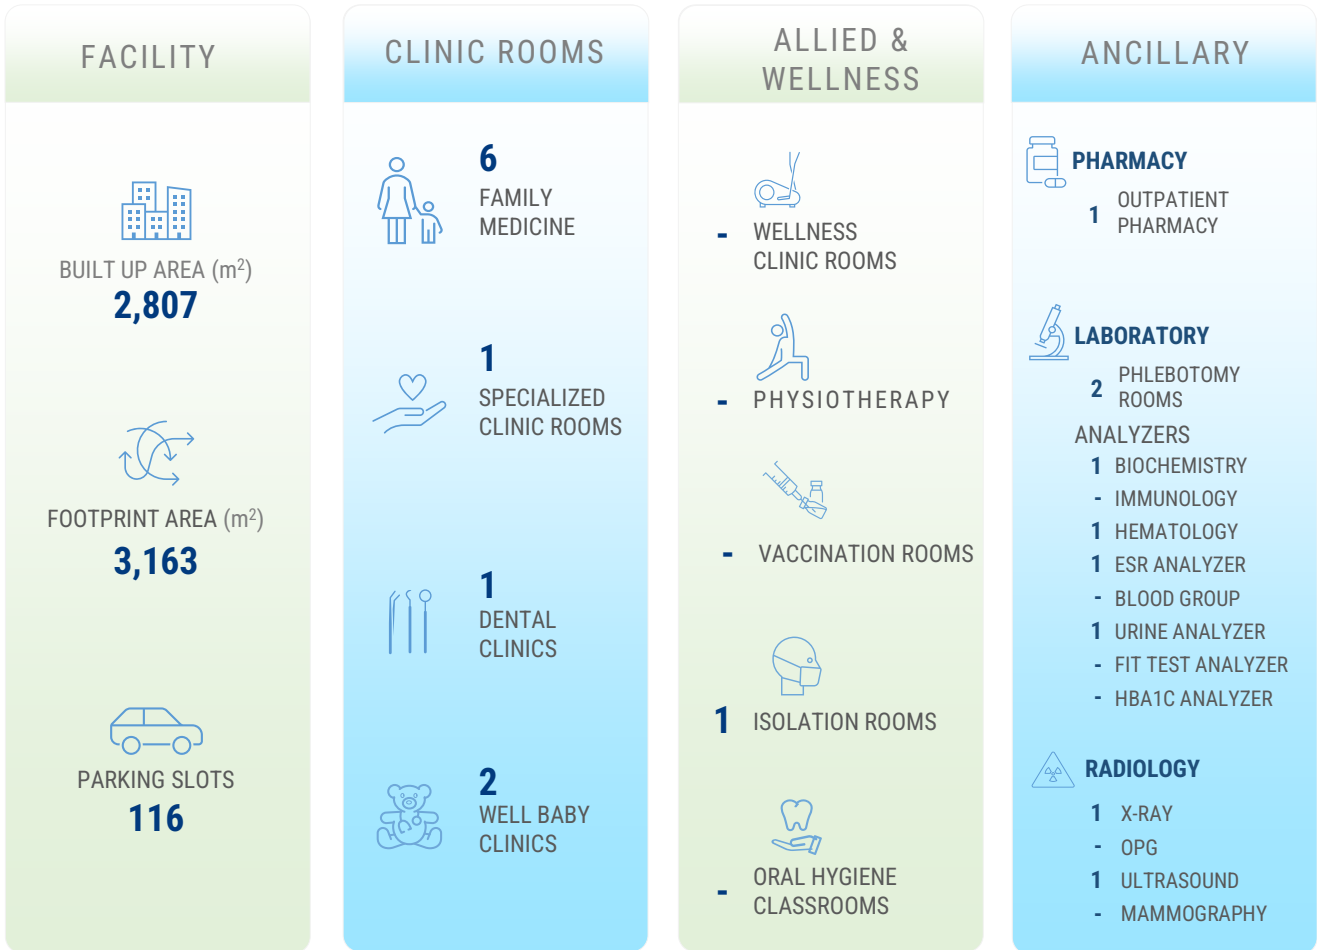 FACILITY
BUILT UP AREA (m²)
2,807
FOOTPRINT AREA (m²)
3,163
PARKING SLOTS
116
CLINIC ROOMS
6
FAMILY
MEDICINE
1
SPECIALIZED
CLINIC ROOMS
1
DENTAL
CLINICS
2
WELL BABY
CLINICS
ALLIED &
WELLNESS
- WELLNESS
CLINIC ROOMS
- PHYSIOTHERAPY
- VACCINATION ROOMS
1 ISOLATION ROOMS
- ORAL HYGIENE
CLASSROOMS
ANCILLARY
PHARMACY
1 OUTPATIENT
PHARMACY
LABORATORY
2 PHLEBOTOMY
ROOMS
ANALYZERS
1 BIOCHEMISTRY
- IMMUNOLOGY
1 HEMATOLOGY
1 ESR ANALYZER
- BLOOD GROUP
1 URINE ANALYZER
- FIT TEST ANALYZER
- HBA1C ANALYZER
RADIOLOGY
1 X-RAY
- OPG
1 ULTRASOUND
- MAMMOGRAPHY